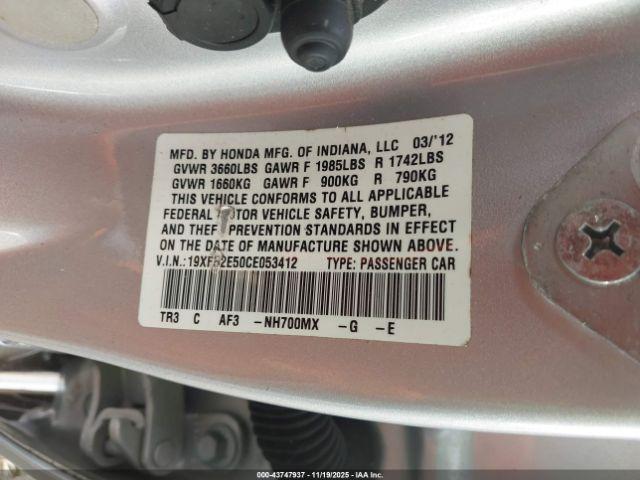 MFD. BY HONDA MFG. OF INDIANA, LLC 03/'12
GVWR 3660LBS GAWR F 1985LBS R 1742LBS
GVWR 1660KG GAWR F 900KG R 790KG
THIS VEHICLE CONFORMS TO ALL APPLICABLE
FEDERAL MOTOR VEHICLE SAFETY, BUMPER,
AND THEFT PREVENTION STANDARDS IN EFFECT
ON THE DATE OF MANUFACTURE SHOWN ABOVE.
V.I.N.: 19XFB2E50CE053412 TYPE: PASSENGER CAR
TR3 C AF3 -NH700MX -G -E
000-43747937 - 11/19/2025 - IAAI.COM